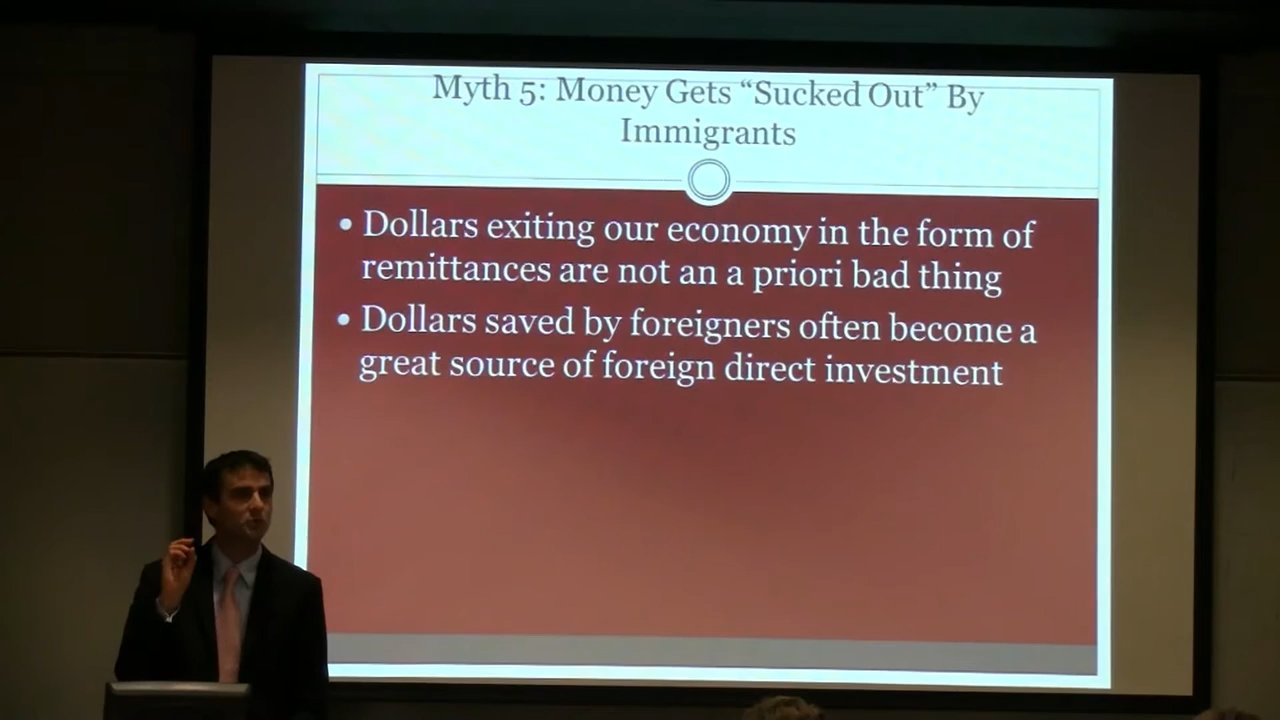 Myth 5: Money Gets “Sucked Out” By
Immigrants
• Dollars exiting our economy in the form of
remittances are not an a priori bad thing
• Dollars saved by foreigners often become a
great source of foreign direct investment